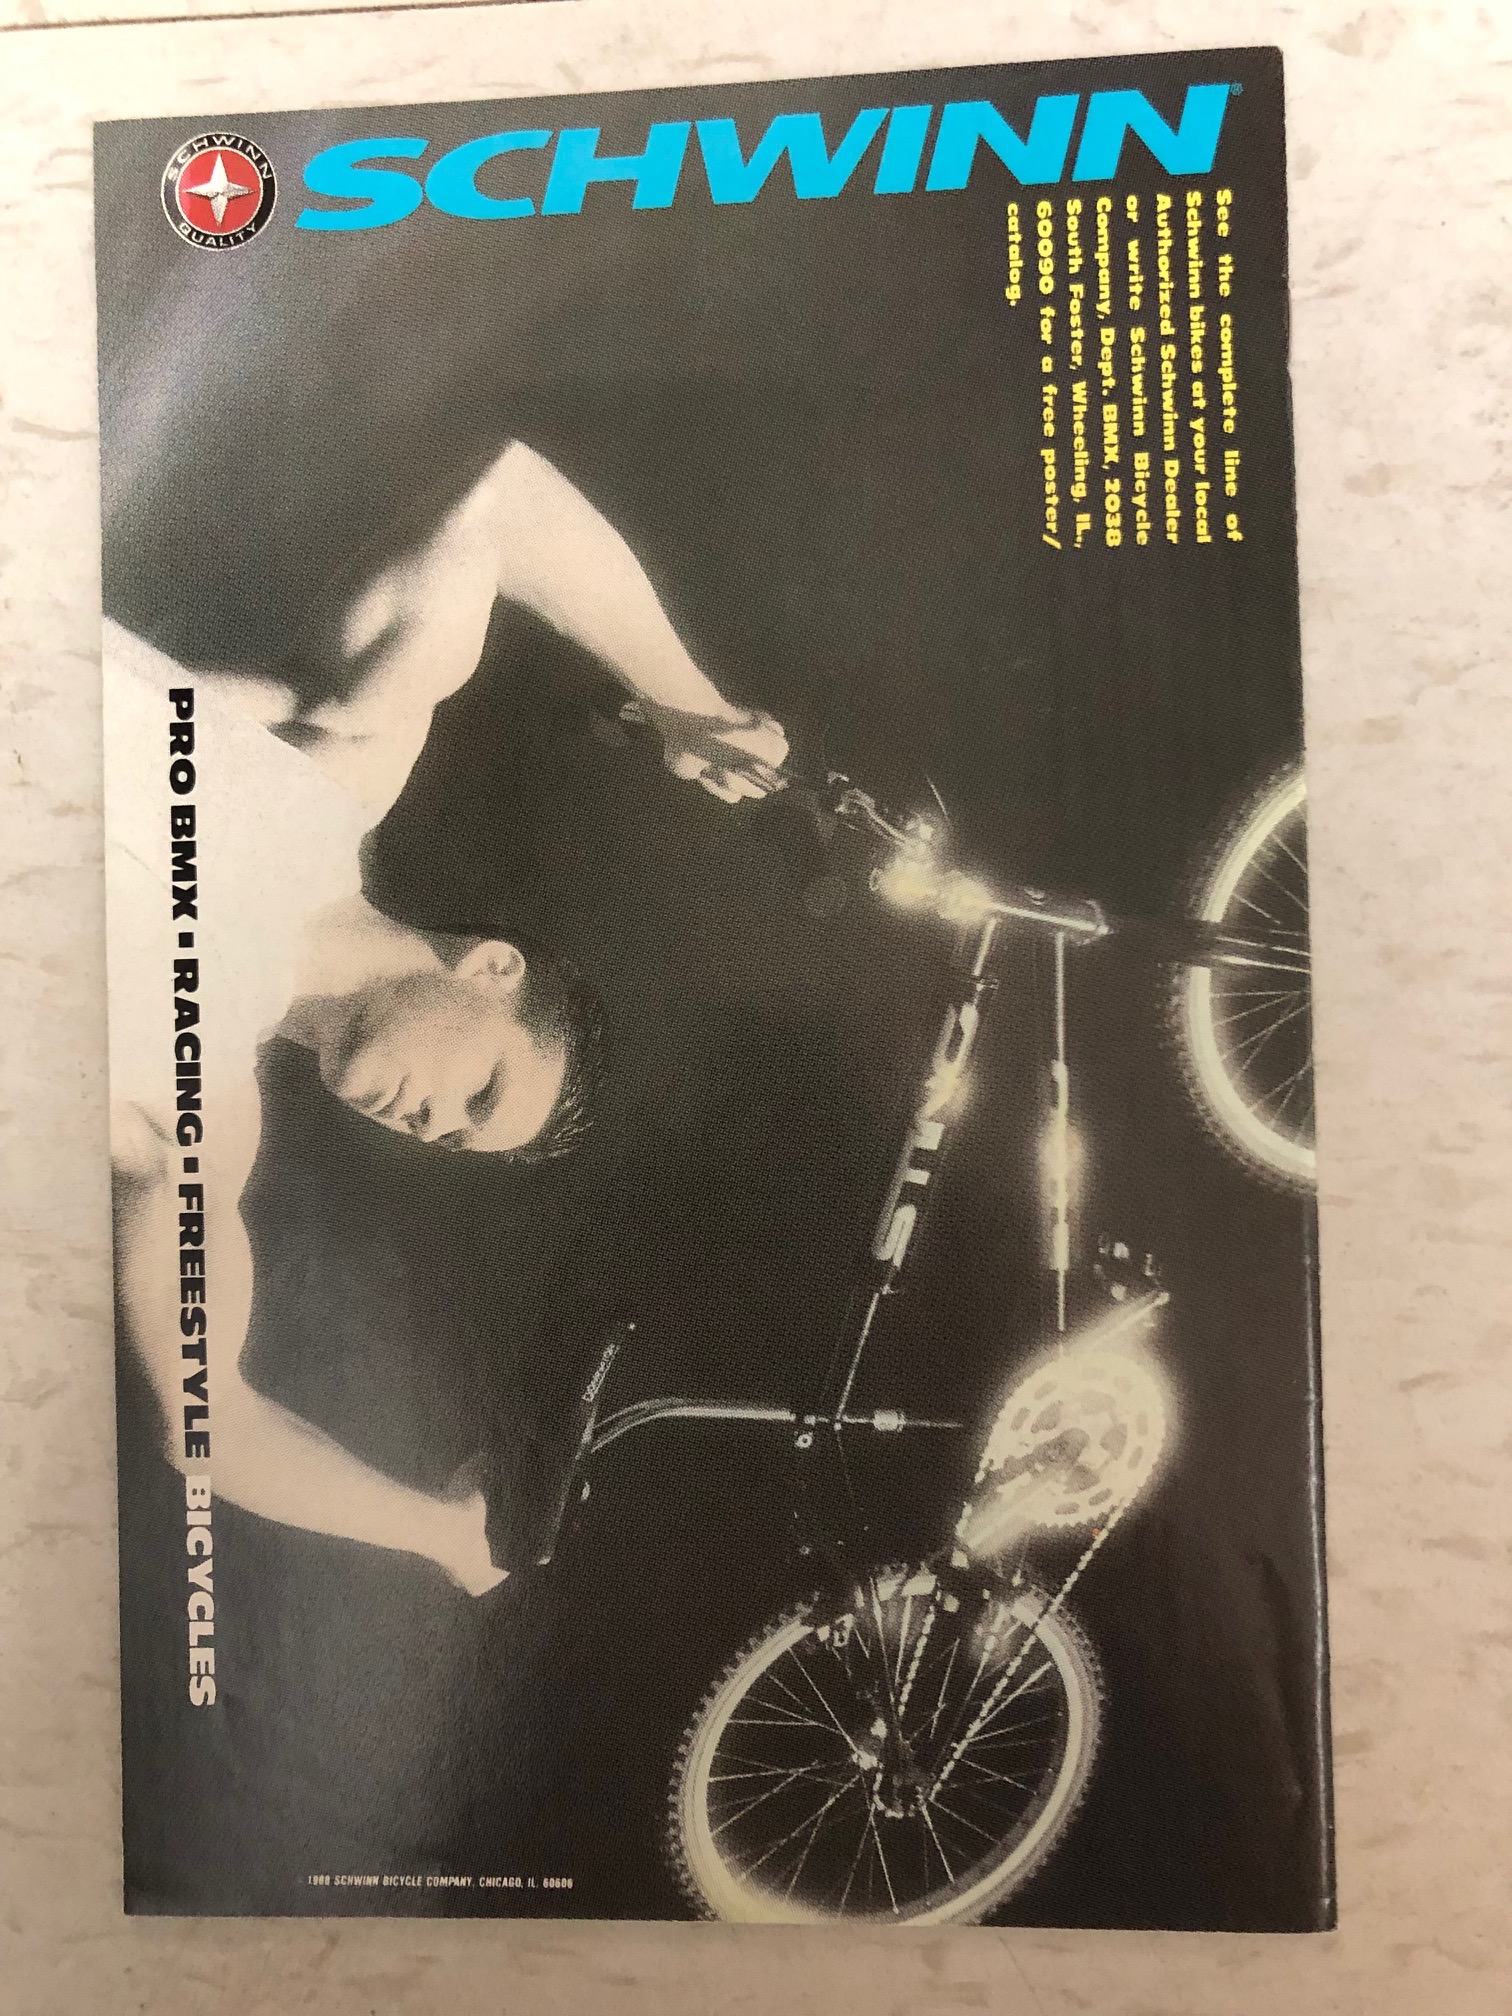 SCHWINN
QUALITY
SCHWINN®
See the complete line of
Schwinn bikes at your local
Authorized Schwinn Dealer
or write Schwinn Bicycle
Company, Dept. BMX, 2038
South Foster, Wheeling, IL.,
60090 for a free poster/
catalog.
PRO BMX ▪ RACING ▪ FREESTYLE BICYCLES
1988 SCHWINN BICYCLE COMPANY, CHICAGO, IL. 60606